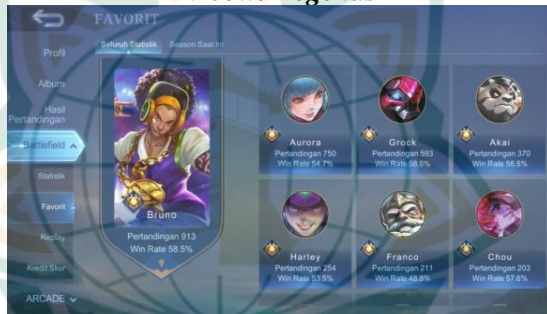 FAVORIT
Seluruh Statistik
Season Saat Ini
Profil
Album
Hasil
Pertandingan
Battlefield
Statistik
Favorit
Replay
Kredit Skor
ARCADE
Bruno
Pertandingan 913
Win Rate 58.5%
Aurora
Pertandingan 750
Win Rate 54.7%
Grock
Pertandingan 593
Win Rate 58.5%
Akai
Pertandingan 370
Win Rate 56.5%
Harley
Pertandingan 254
Win Rate 53.5%
Franco
Pertandingan 211
Win Rate 48.8%
Chou
Pertandingan 203
Win Rate 57.6%